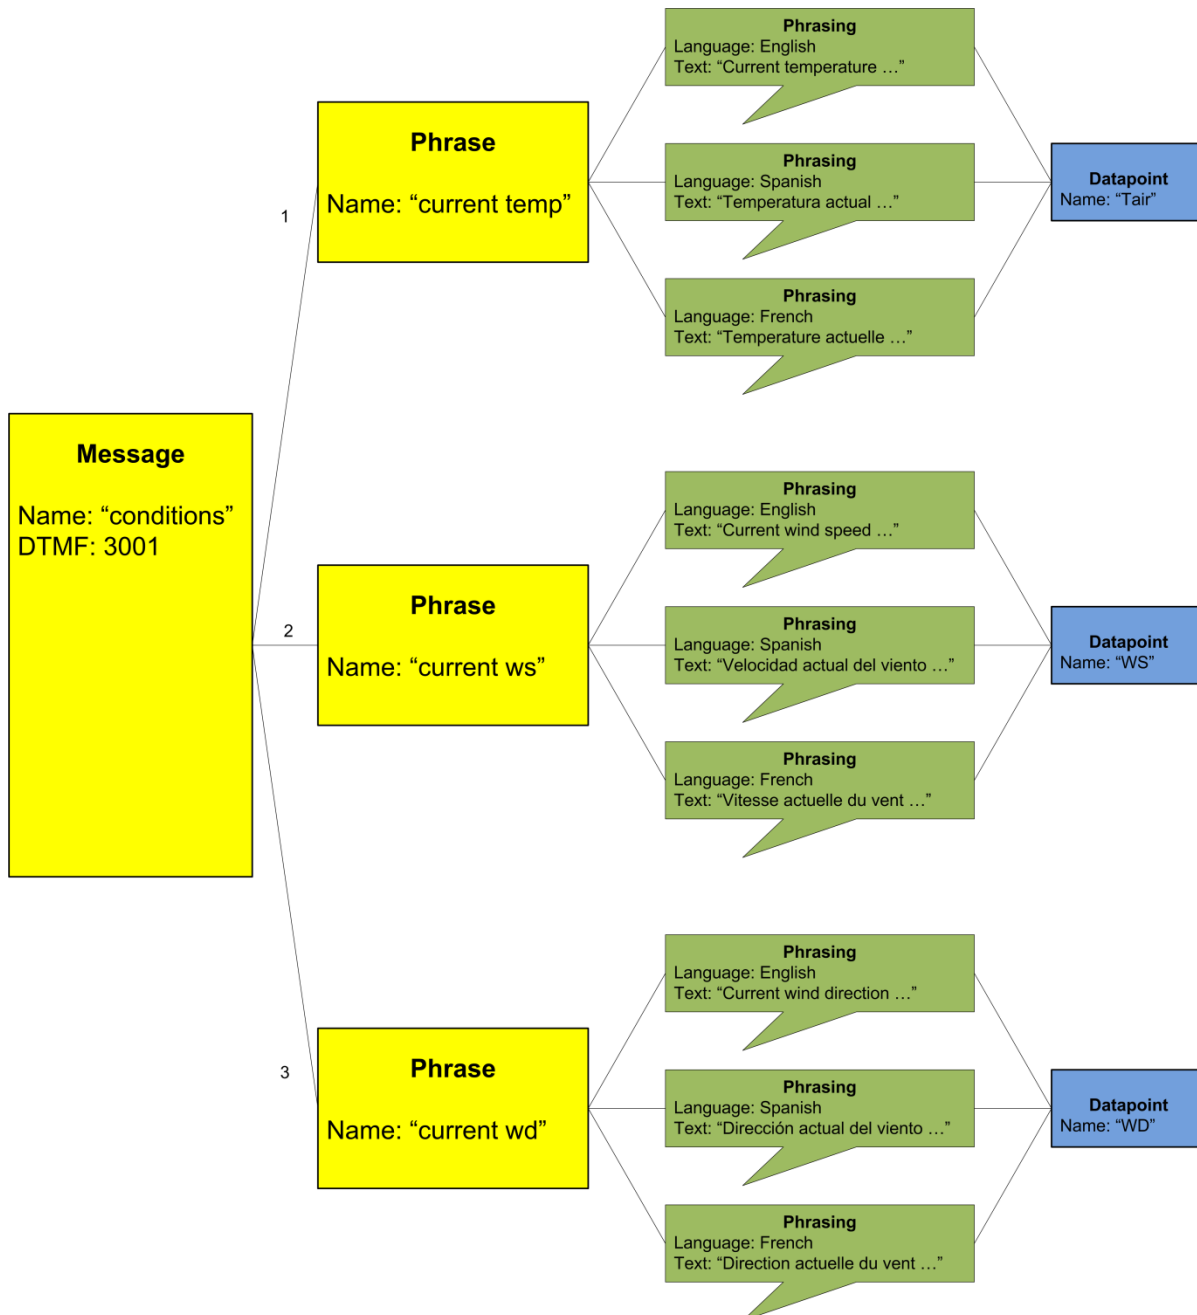 Phrasing
Language: English
Text: “Current temperature …”
Phrase
Name: “current temp”
Phrasing
Language: Spanish
Text: “Temperatura actual …”
Datapoint
Name: “Tair”
1
Phrasing
Language: French
Text: “Temperature actuelle …”
Message
Name: “conditions”
DTMF: 3001
Phrasing
Language: English
Text: “Current wind speed …”
2
Phrase
Name: “current ws”
Phrasing
Language: Spanish
Text: “Velocidad actual del viento …”
Datapoint
Name: “WS”
Phrasing
Language: French
Text: “Vitesse actuelle du vent …”
Phrasing
Language: English
Text: “Current wind direction …”
3
Phrase
Name: “current wd”
Phrasing
Language: Spanish
Text: “Dirección actual del viento …”
Datapoint
Name: “WD”
Phrasing
Language: French
Text: “Direction actuelle du vent …”